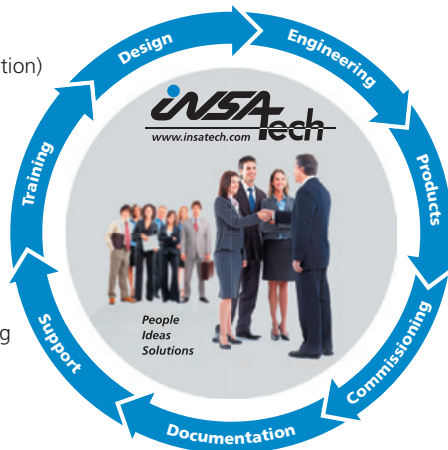 tion)
g
Design
Engineering
Products
Commissioning
Documentation
Support
Training
iNSAtech
www.insatech.com
People
Ideas
Solutions